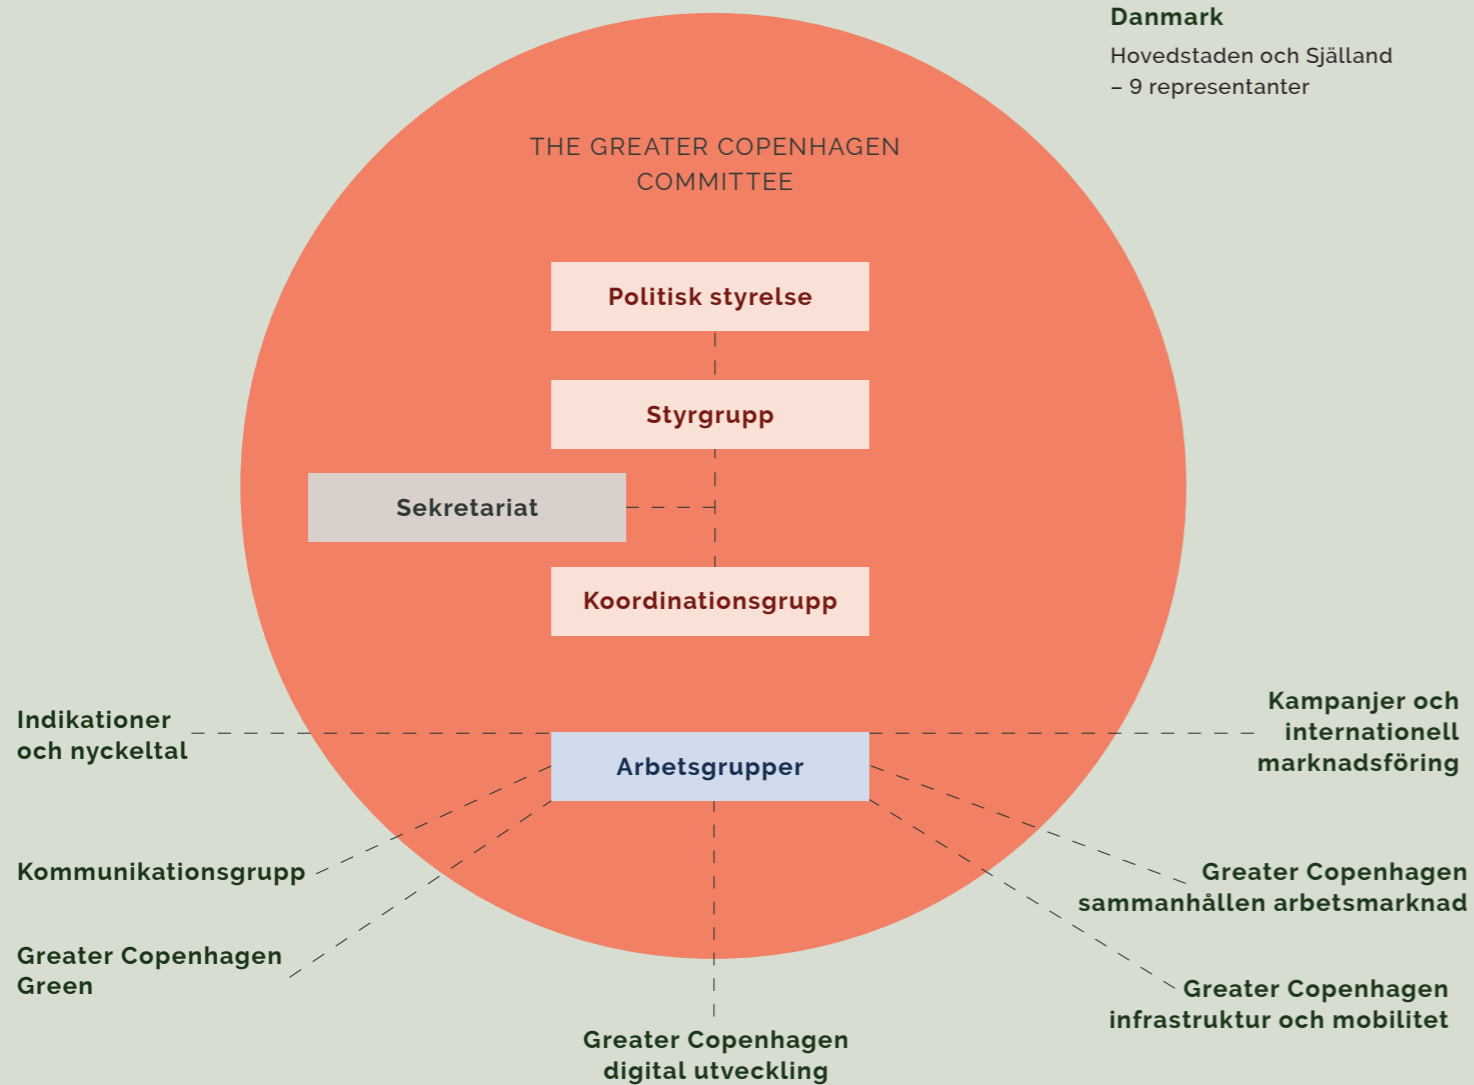 Danmark
Hovedstaden och Själland
– 9 representanter
THE GREATER COPENHAGEN
COMMITTEE
Politisk styrelse
Styrgrupp
Sekretariat
Koordinationsgrupp
Indikationer
och nyckeltal
Kampanjer och
internationell
marknadsföring
Arbetsgrupper
Kommunikationsgrupp
Greater Copenhagen
sammanhållen arbetsmarknad
Greater Copenhagen
Green
Greater Copenhagen
infrastruktur och mobilitet
Greater Copenhagen
digital utveckling